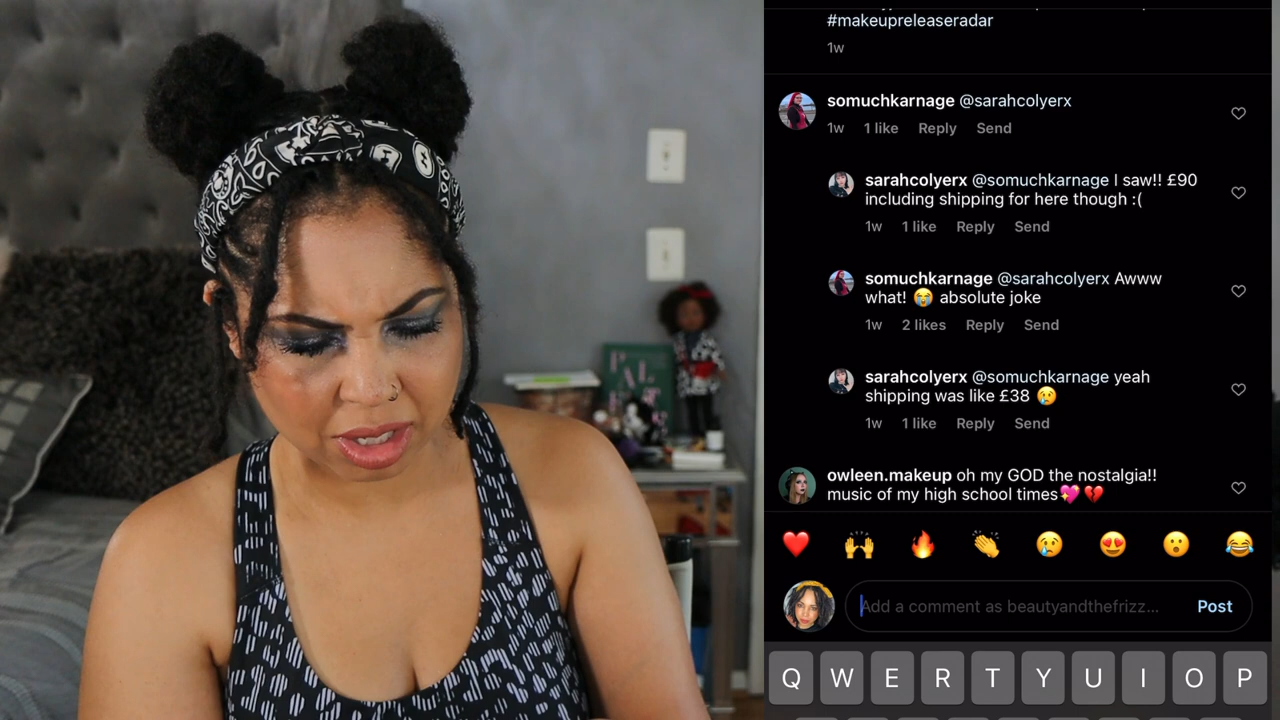 #makeupreleaseradar
1w
somuchkarnage @sarahcolyerx
1w 1 like Reply Send
sarahcolyerx @somuchkarnage I saw!! £90
including shipping for here though :(
1w 1 like Reply Send
somuchkarnage @sarahcolyerx Awww
what! 😭 absolute joke
1w 2 likes Reply Send
sarahcolyerx @somuchkarnage yeah
shipping was like £38 😢
1w 1 like Reply Send
owleen.makeup oh my GOD the nostalgia!!
music of my high school times💖💔
❤️ 🙌 🔥 👏 😢 😍 😮 😂
Add a comment as beautyandthefrizz... Post
Q W E R T Y U I O P
PAL